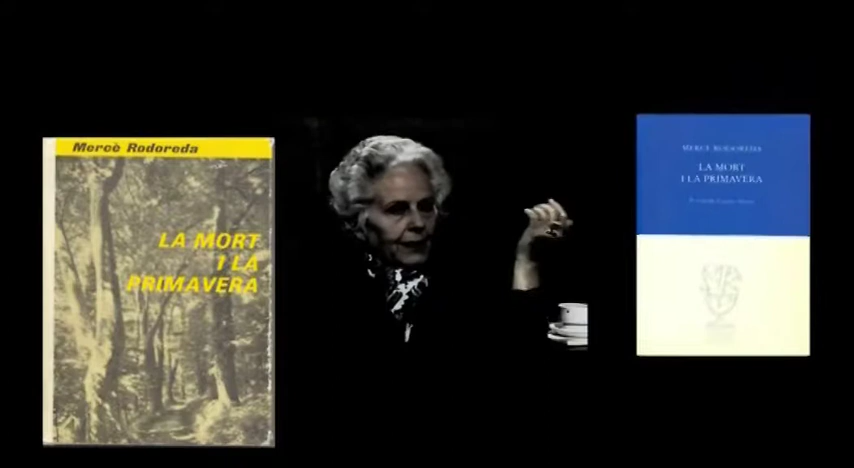 Mercè Rodoreda
LA MORT
I LA
PRIMAVERA
MERCÈ RODOREDA
LA MORT
I LA PRIMAVERA